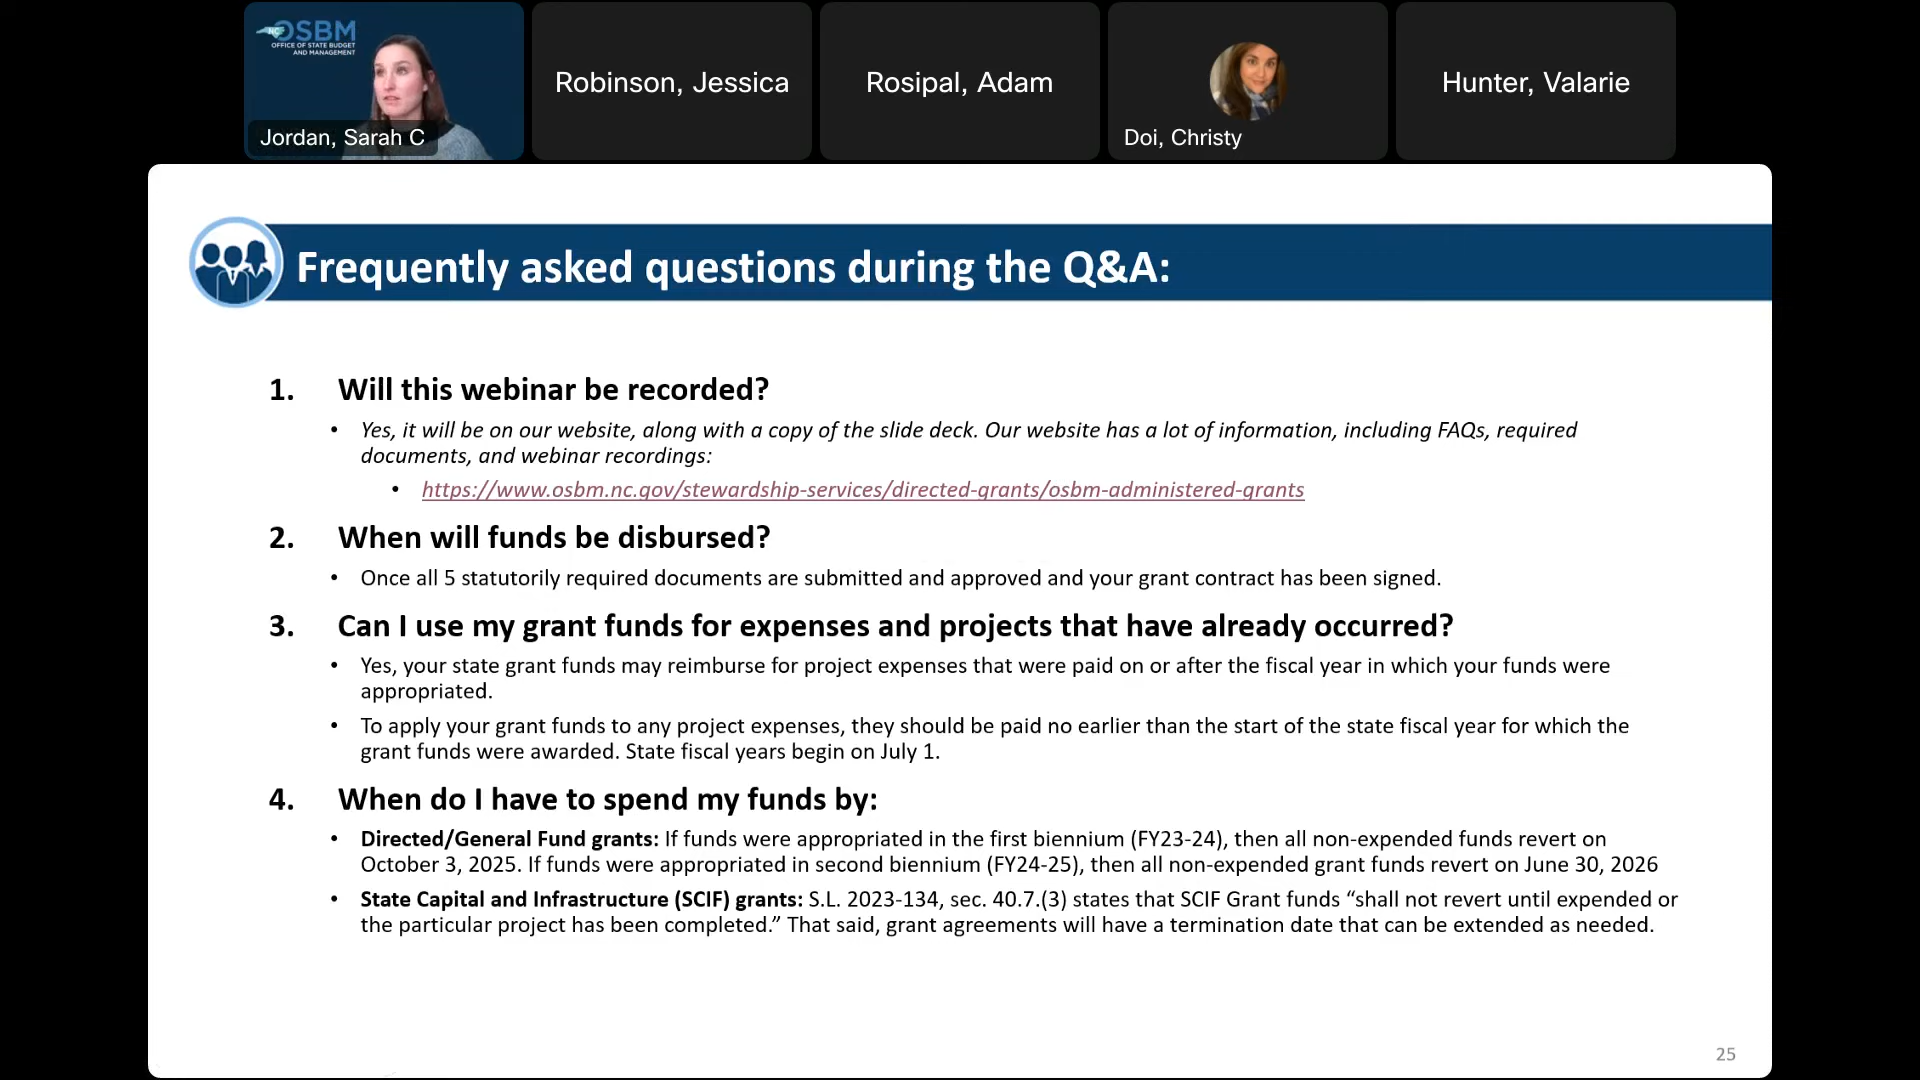 NC OSBM
OFFICE OF STATE BUDGET
AND MANAGEMENT
Jordan, Sarah C
Robinson, Jessica
Rosipal, Adam
Doi, Christy
Hunter, Valarie
Frequently asked questions during the Q&A:
1. Will this webinar be recorded?
• Yes, it will be on our website, along with a copy of the slide deck. Our website has a lot of information, including FAQs, required
documents, and webinar recordings:
• https://www.osbm.nc.gov/stewardship-services/directed-grants/osbm-administered-grants
2. When will funds be disbursed?
• Once all 5 statutorily required documents are submitted and approved and your grant contract has been signed.
3. Can I use my grant funds for expenses and projects that have already occurred?
• Yes, your state grant funds may reimburse for project expenses that were paid on or after the fiscal year in which your funds were
appropriated.
• To apply your grant funds to any project expenses, they should be paid no earlier than the start of the state fiscal year for which the
grant funds were awarded. State fiscal years begin on July 1.
4. When do I have to spend my funds by:
• Directed/General Fund grants: If funds were appropriated in the first biennium (FY23-24), then all non-expended funds revert on
October 3, 2025. If funds were appropriated in second biennium (FY24-25), then all non-expended grant funds revert on June 30, 2026
• State Capital and Infrastructure (SCIF) grants: S.L. 2023-134, sec. 40.7.(3) states that SCIF Grant funds “shall not revert until expended or
the particular project has been completed.” That said, grant agreements will have a termination date that can be extended as needed.
25